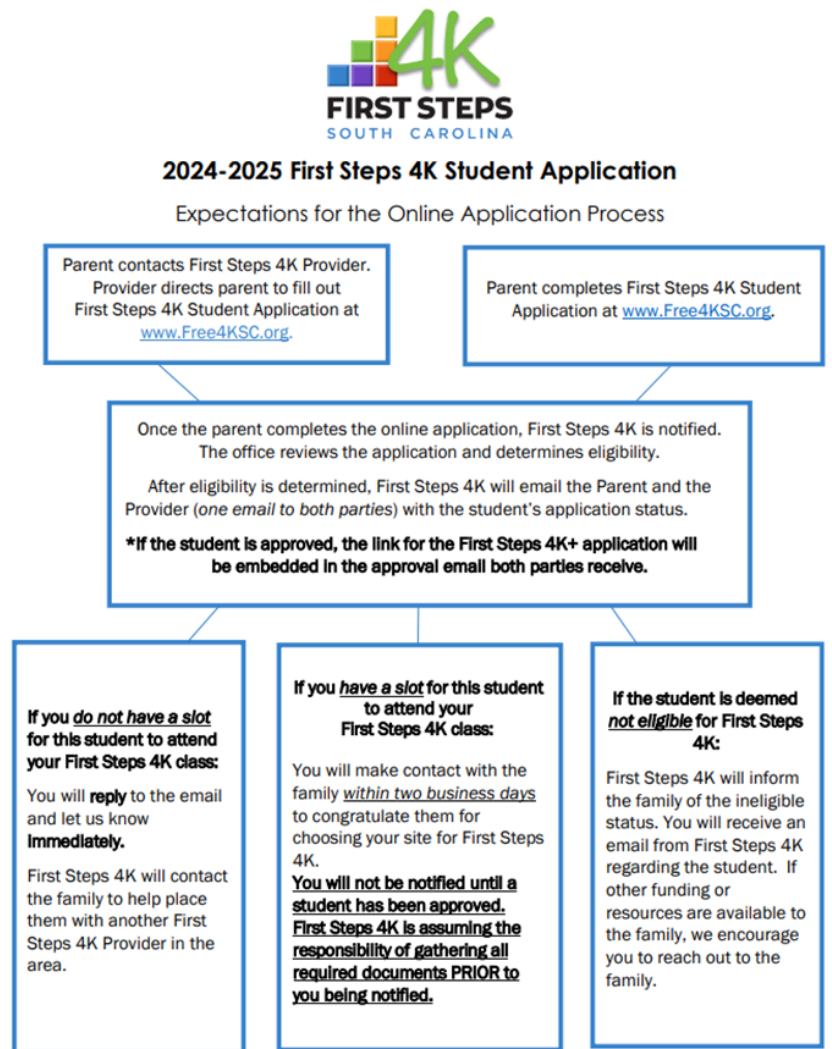 4K
FIRST STEPS
SOUTH CAROLINA
2024-2025 First Steps 4K Student Application
Expectations for the Online Application Process
Parent contacts First Steps 4K Provider.
Provider directs parent to fill out
First Steps 4K Student Application at
www.Free4KSC.org.
Parent completes First Steps 4K Student
Application at www.Free4KSC.org.
Once the parent completes the online application, First Steps 4K is notified.
The office reviews the application and determines eligibility.
After eligibility is determined, First Steps 4K will email the Parent and the
Provider (one email to both parties) with the student's application status.
*If the student is approved, the link for the First Steps 4K+ application will
be embedded in the approval email both parties receive.
If you do not have a slot
for this student to attend
your First Steps 4K class:
You will reply to the email
and let us know
immediately.
First Steps 4K will contact
the family to help place
them with another First
Steps 4K Provider in the
area.
If you have a slot for this student
to attend your
First Steps 4K class:
You will make contact with the
family within two business days
to congratulate them for
choosing your site for First Steps
4K.
You will not be notified until a
student has been approved.
First Steps 4K is assuming the
responsibility of gathering all
required documents PRIOR to
you being notified.
If the student is deemed
not eligible for First Steps
4K:
First Steps 4K will inform
the family of the ineligible
status. You will receive an
email from First Steps 4K
regarding the student. If
other funding or
resources are available to
the family, we encourage
you to reach out to the
family.